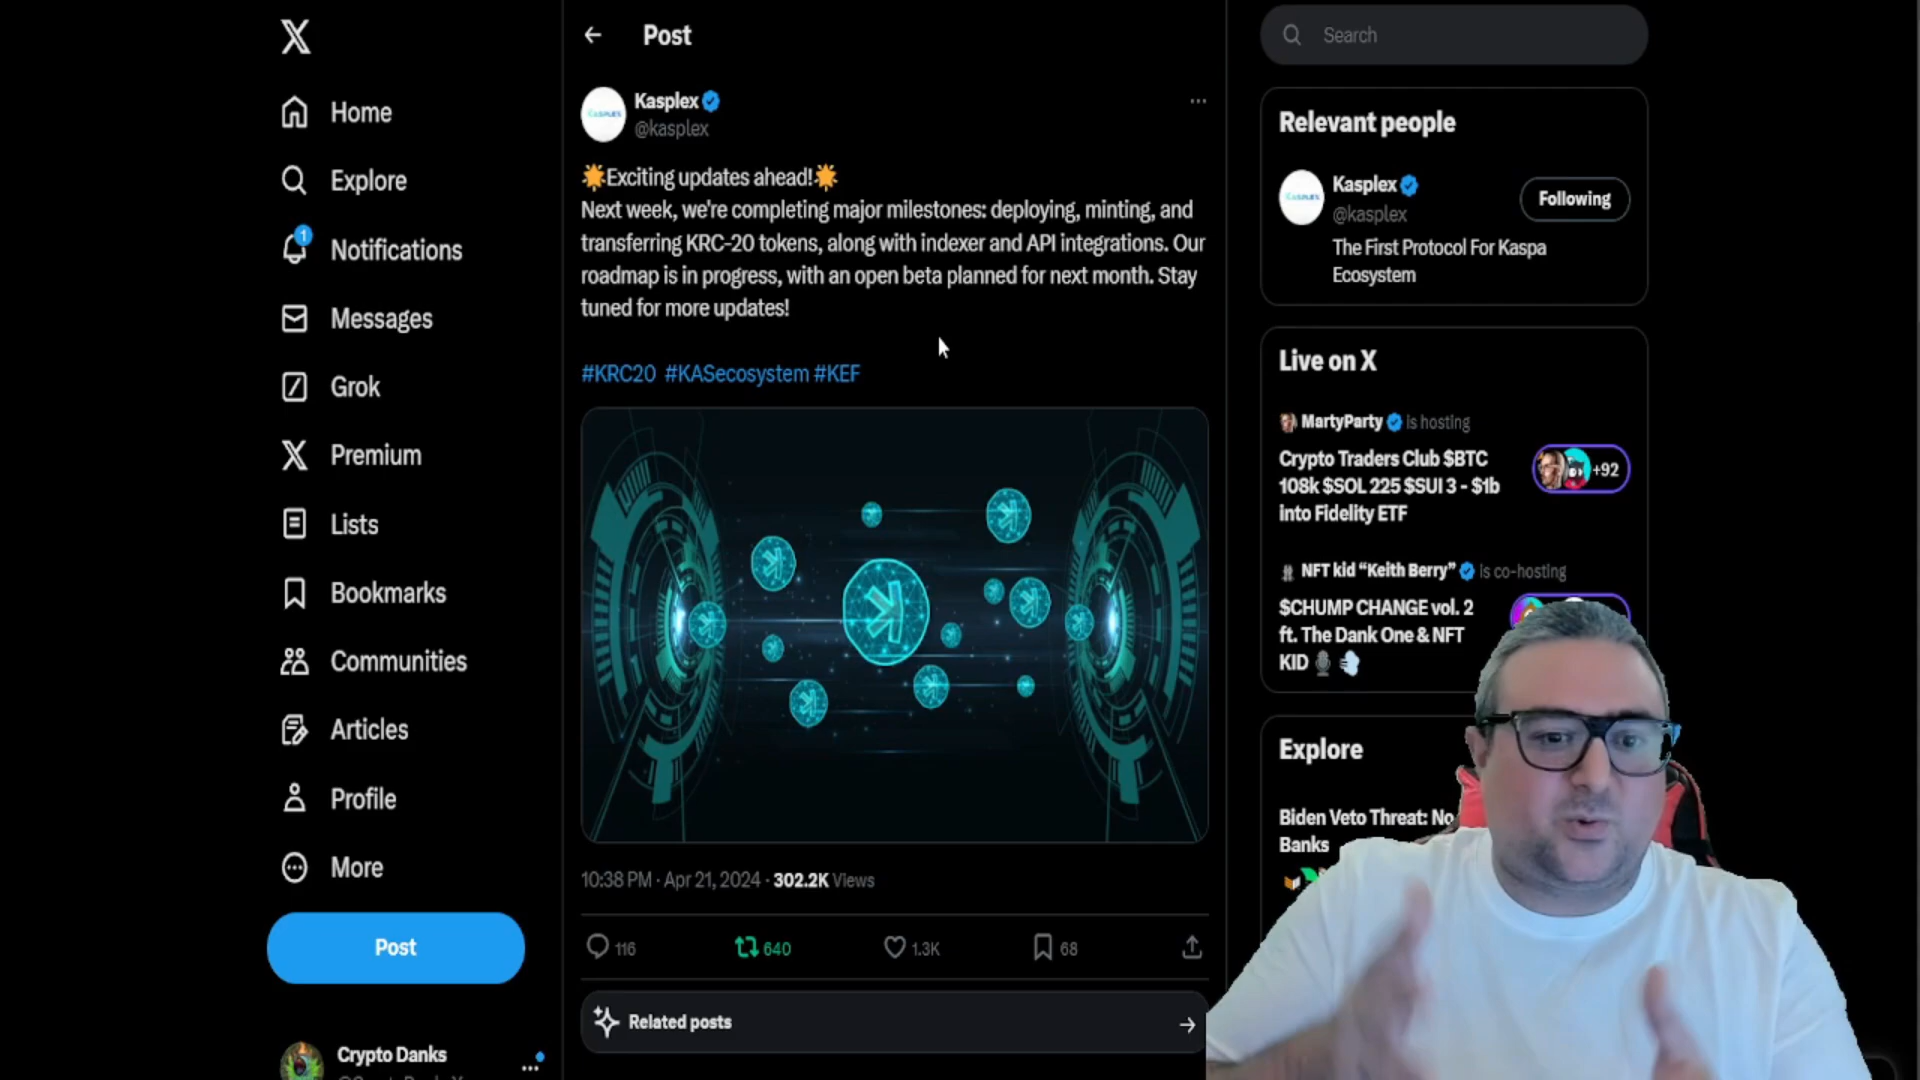 Home
Explore
1
Notifications
Messages
Grok
Premium
Lists
Bookmarks
Communities
Articles
Profile
More
Post
Crypto Danks
Post
Kasplex
@kasplex
🌟Exciting updates ahead!🌟
Next week, we're completing major milestones: deploying, minting, and
transferring KRC-20 tokens, along with indexer and API integrations. Our
roadmap is in progress, with an open beta planned for next month. Stay
tuned for more updates!
#KRC20 #KASecosystem #KEF
10:38 PM · Apr 21, 2024 · 302.2K Views
116 640 1.3K 68
Related posts
Search
Relevant people
Kasplex
@kasplex
Following
The First Protocol For Kaspa
Ecosystem
Live on X
MartyParty is hosting
Crypto Traders Club $BTC
108k $SOL 225 $SUI 3 - $1b
into Fidelity ETF
+92
NFT kid “Keith Berry” is co-hosting
$CHUMP CHANGE vol. 2
ft. The Dank One & NFT
KID 🎙️ 💨
Explore
Biden Veto Threat: No
Banks